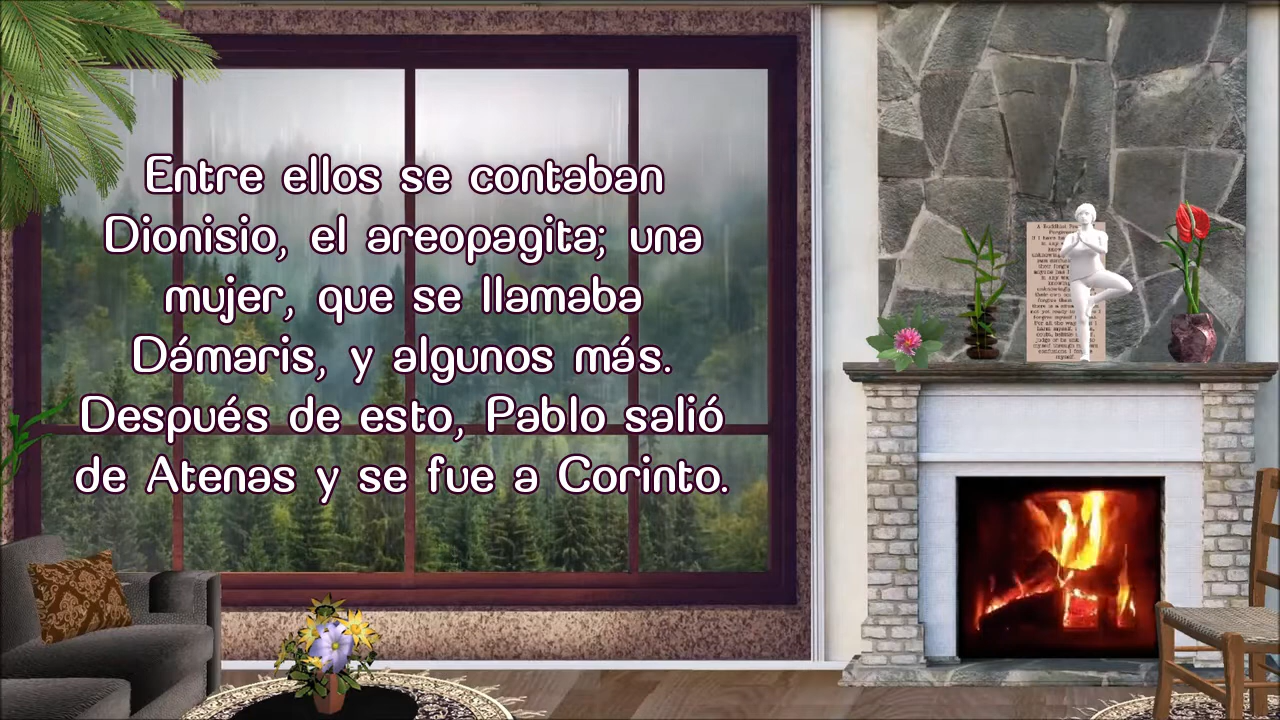 Entre ellos se contaban
Dionisio, el areopagita; una
mujer, que se llamaba
Dámaris, y algunos más.
Después de esto, Pablo salió
de Atenas y se fue a Corinto.